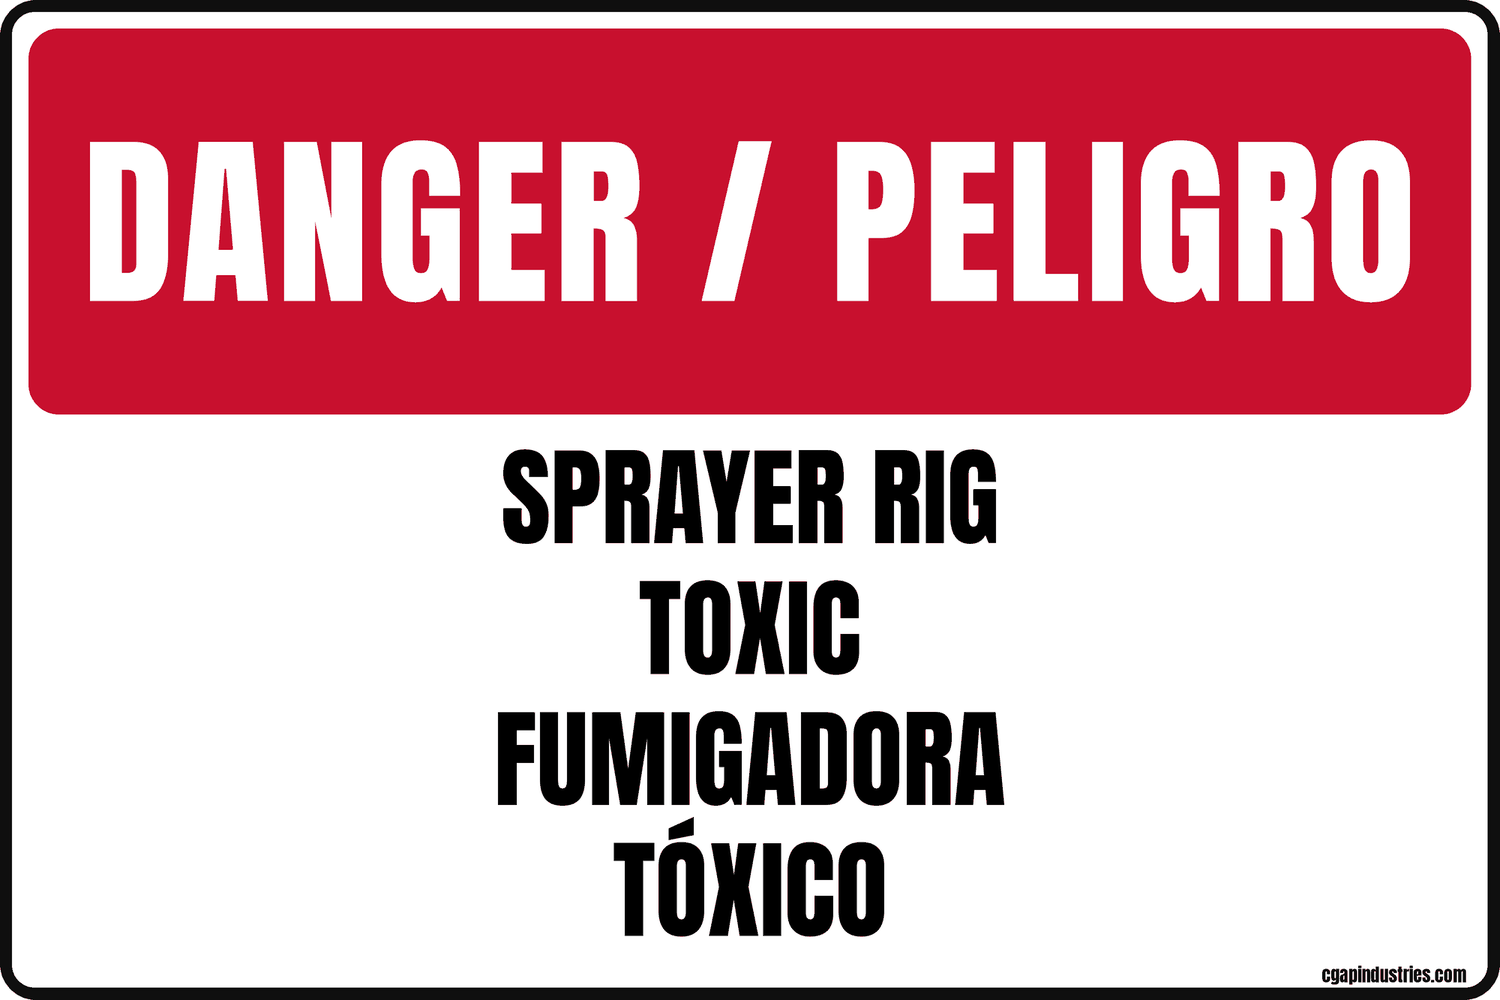 DANGER / PELIGRO
SPRAYER RIG
TOXIC
FUMIGADORA
TÓXICO
cgapindustries.com